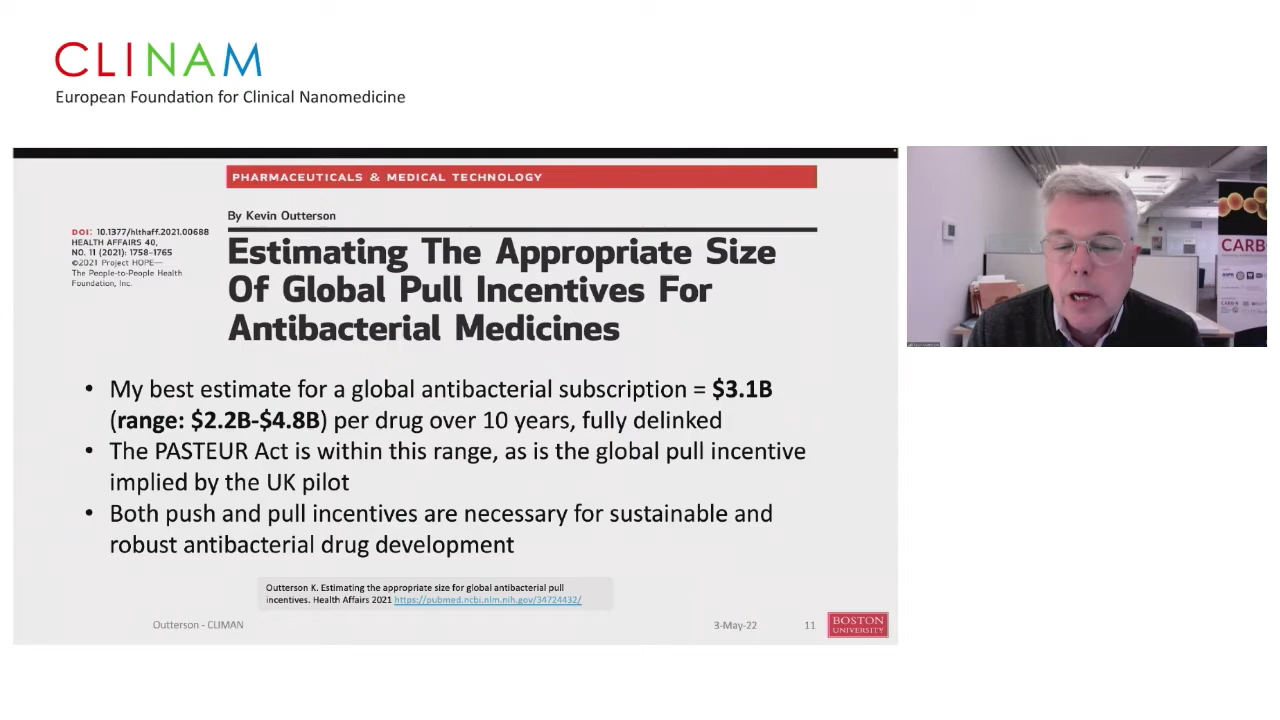 CLINAM
European Foundation for Clinical Nanomedicine
PHARMACEUTICALS & MEDICAL TECHNOLOGY
By Kevin Outterson
DOI: 10.1377/hlthaff.2021.00688
HEALTH AFFAIRS 40,
NO. 11 (2021): 1758–1765
©2021 Project HOPE—
The People-to-People Health
Foundation, Inc.
Estimating The Appropriate Size
Of Global Pull Incentives For
Antibacterial Medicines
• My best estimate for a global antibacterial subscription = $3.1B
(range: $2.2B-$4.8B) per drug over 10 years, fully delinked
• The PASTEUR Act is within this range, as is the global pull incentive
implied by the UK pilot
• Both push and pull incentives are necessary for sustainable and
robust antibacterial drug development
Outterson K. Estimating the appropriate size for global antibacterial pull
incentives. Health Affairs 2021 https://pubmed.ncbi.nlm.nih.gov/34724432/
Outterson - CLIMAN
3-May-22
11
BOSTON
UNIVERSITY
CARB